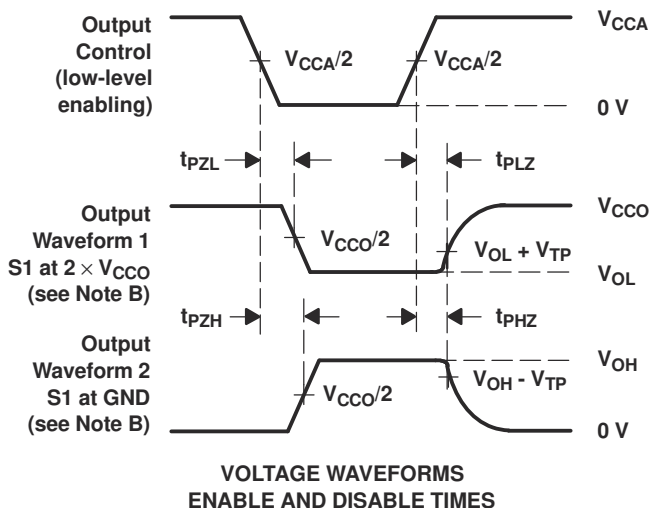 Output
Control
(low-level
enabling)
V_CCA/2
V_CCA/2
V_CCA
0 V
t_PZL
t_PLZ
Output
Waveform 1
S1 at 2 × V_CCO
(see Note B)
V_CCO/2
V_OL + V_TP
V_CCO
V_OL
t_PZH
t_PHZ
Output
Waveform 2
S1 at GND
(see Note B)
V_CCO/2
V_OH - V_TP
V_OH
0 V
VOLTAGE WAVEFORMS
ENABLE AND DISABLE TIMES